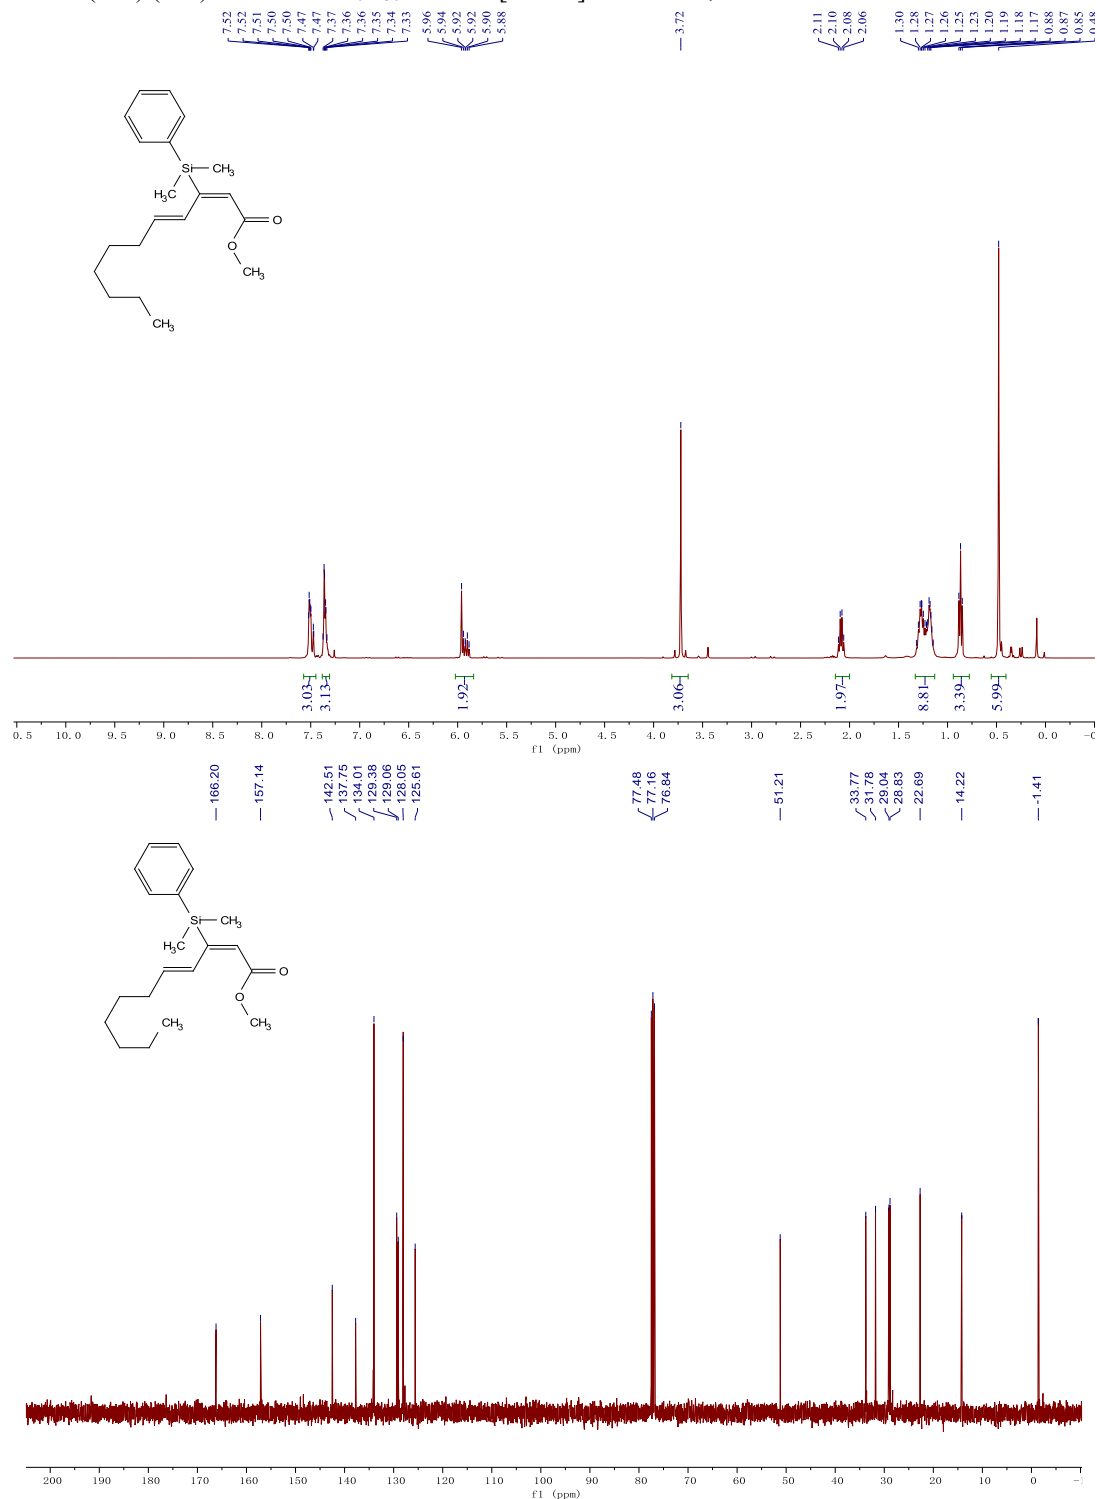 7.52 7.52 7.51 7.50 7.50 7.47 7.47 7.37 7.36 7.36 7.35 7.34 7.33 5.96 5.94 5.92 5.92 5.90 5.88 3.72 2.11 2.10 2.08 2.06 1.30 1.28 1.27 1.26 1.25 1.23 1.20 1.19 1.18 1.17 0.88 0.87 0.85 0.48
Si CH₃
H₃C
O
O
CH₃
CH₃
3.03 3.13 1.92 3.06 1.97 8.81 3.39 5.99
0.5 10.0 9.5 9.0 8.5 8.0 7.5 7.0 6.5 6.0 5.5 5.0 4.5 4.0 3.5 3.0 2.5 2.0 1.5 1.0 0.5 0.0 -0
f1 (ppm)
166.20 157.14 142.51 137.75 134.01 129.38 129.06 128.05 125.61 77.48 77.16 76.84 51.21 33.77 31.78 29.04 28.83 22.69 14.22 -1.41
Si CH₃
H₃C
O
O
CH₃ CH₃
200 190 180 170 160 150 140 130 120 110 100 90 80 70 60 50 40 30 20 10 0
f1 (ppm)